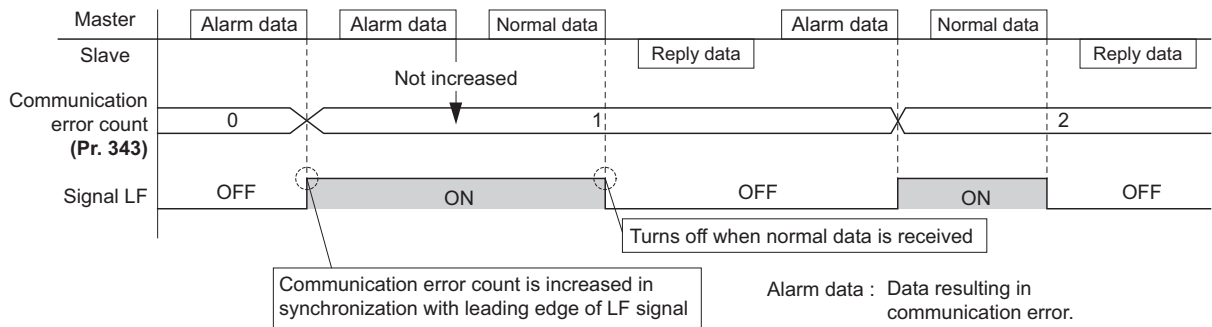 Master
Alarm data
Alarm data
Normal data
Alarm data
Normal data
Slave
Reply data
Reply data
Not increased
Communication
error count
(Pr. 343)
0
1
2
Signal LF
OFF
ON
OFF
ON
OFF
Turns off when normal data is received
Communication error count is increased in
synchronization with leading edge of LF signal
Alarm data : Data resulting in
communication error.